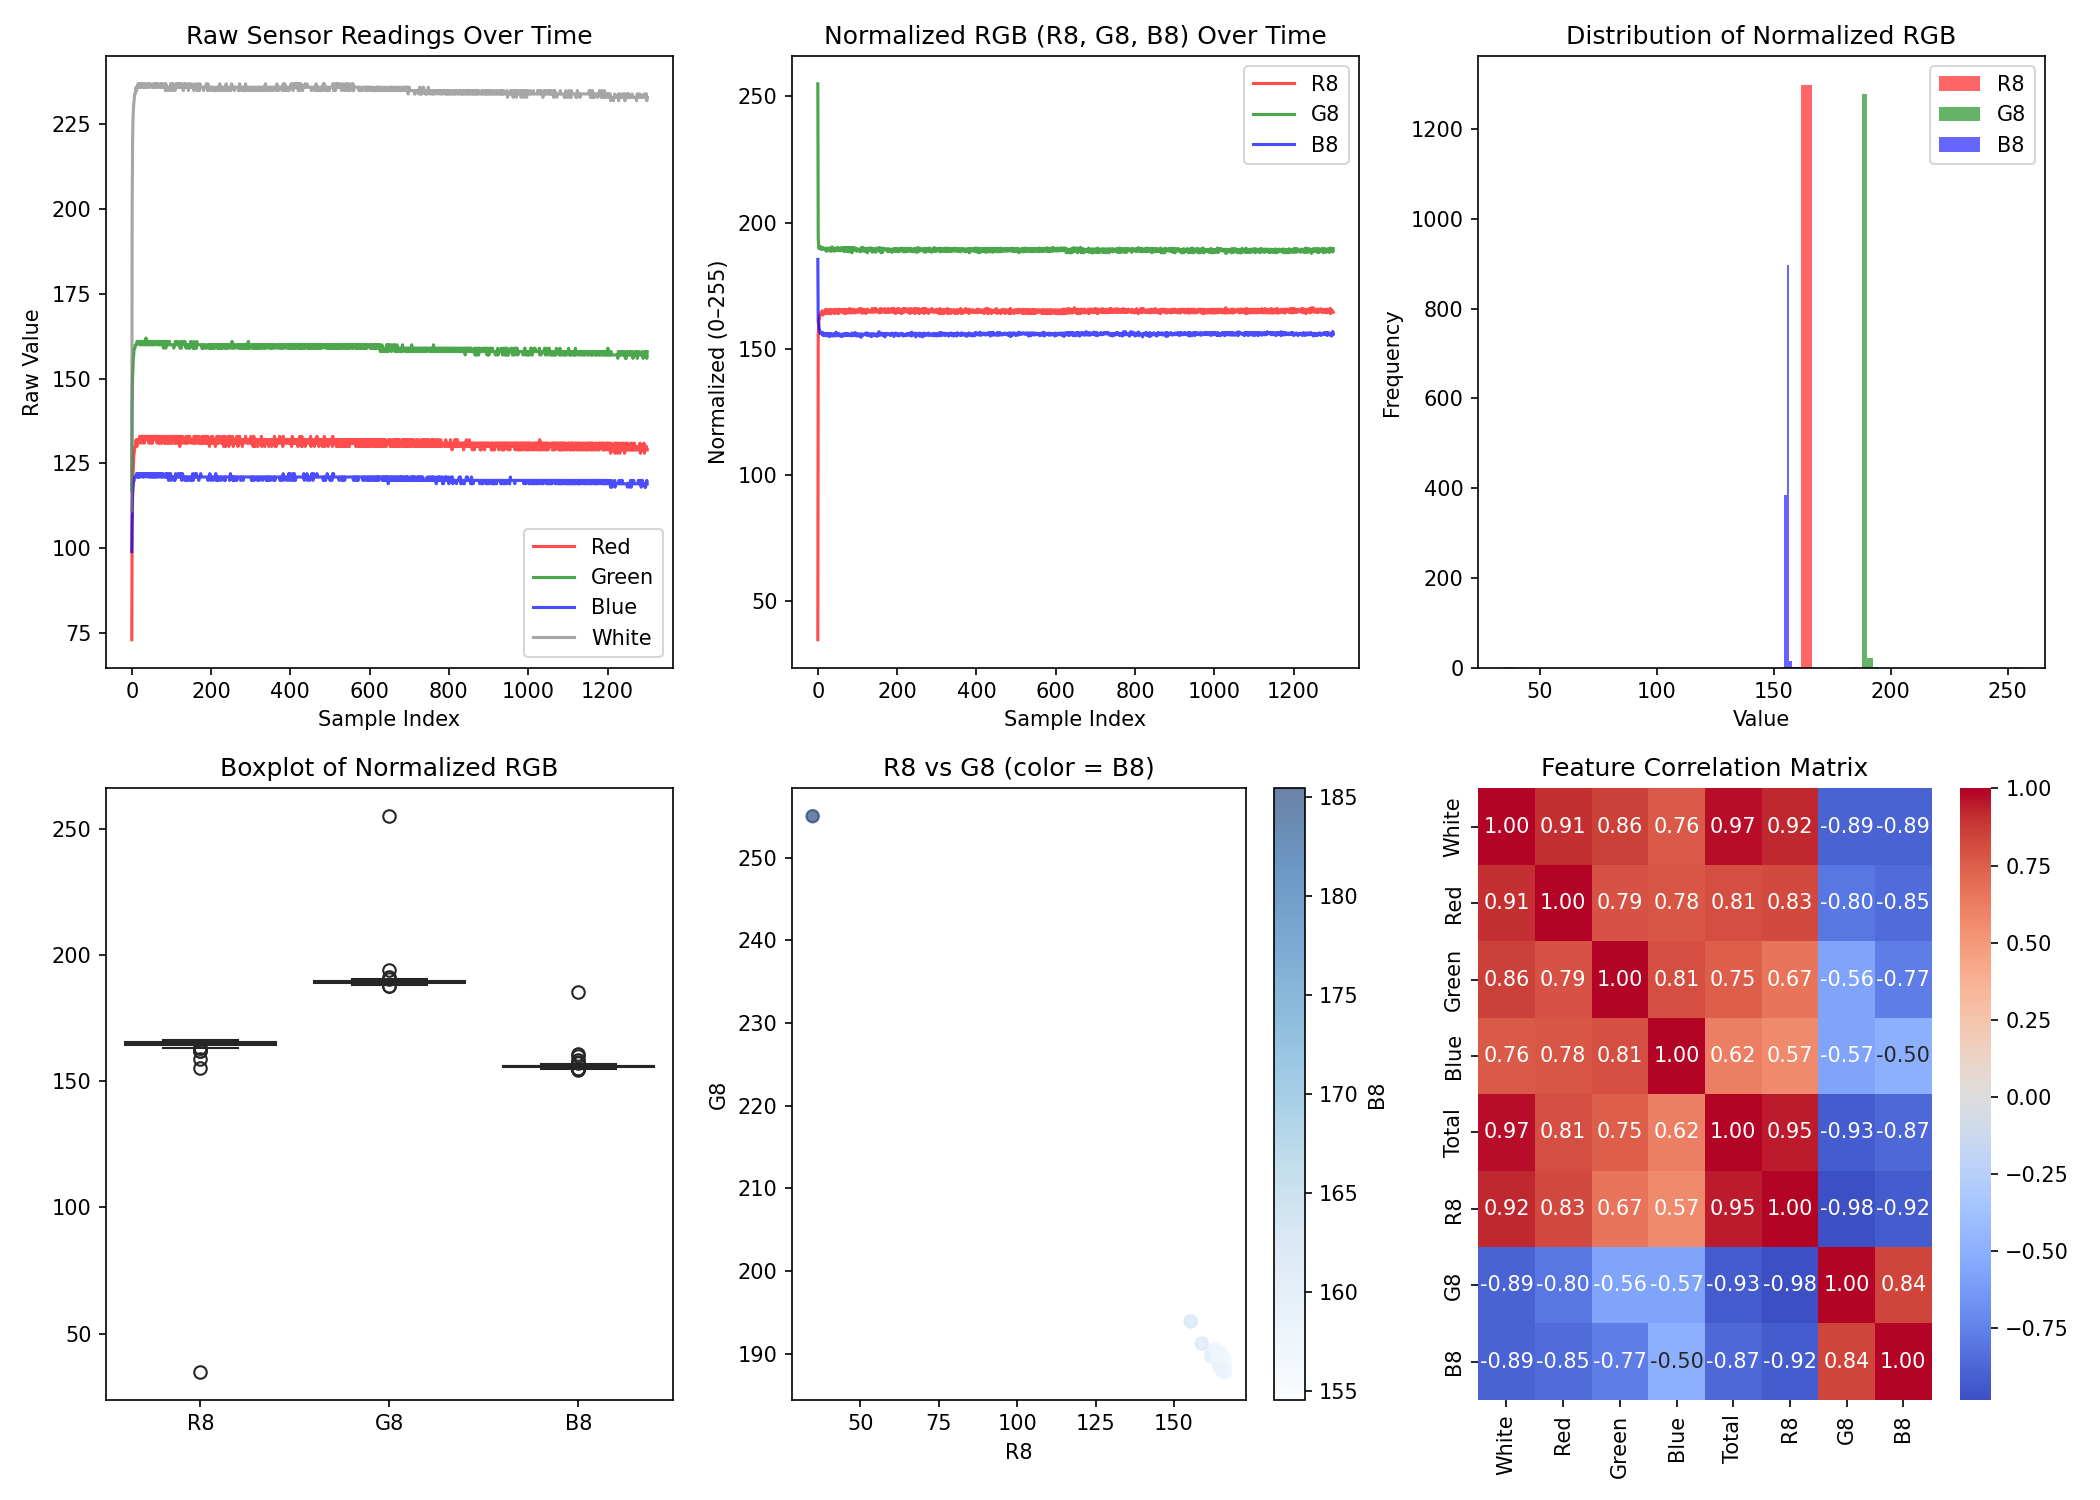 Raw Sensor Readings Over Time
225
200
175
150
125
100
75
Raw Value
0 200 400 600 800 1000 1200
Sample Index
Red
Green
Blue
White
Normalized RGB (R8, G8, B8) Over Time
250
200
150
100
50
Normalized (0–255)
0 200 400 600 800 1000 1200
Sample Index
R8
G8
B8
Distribution of Normalized RGB
1200
1000
800
600
400
200
0
Frequency
50 100 150 200 250
Value
R8
G8
B8
Boxplot of Normalized RGB
250
200
150
100
50
R8 G8 B8
R8 vs G8 (color = B8)
250
240
230
220
210
200
190
G8
50 75 100 125 150
R8
185
180
175
170
165
160
155
B8
Feature Correlation Matrix
White 1.00 0.91 0.86 0.76 0.97 0.92 -0.89 -0.89
Red 0.91 1.00 0.79 0.78 0.81 0.83 -0.80 -0.85
Green 0.86 0.79 1.00 0.81 0.75 0.67 -0.56 -0.77
Blue 0.76 0.78 0.81 1.00 0.62 0.57 -0.57 -0.50
Total 0.97 0.81 0.75 0.62 1.00 0.95 -0.93 -0.87
R8 0.92 0.83 0.67 0.57 0.95 1.00 -0.98 -0.92
G8 -0.89 -0.80 -0.56 -0.57 -0.93 -0.98 1.00 0.84
B8 -0.89 -0.85 -0.77 -0.50 -0.87 -0.92 0.84 1.00
White Red Green Blue Total R8 G8 B8
1.00
0.75
0.50
0.25
0.00
−0.25
−0.50
−0.75